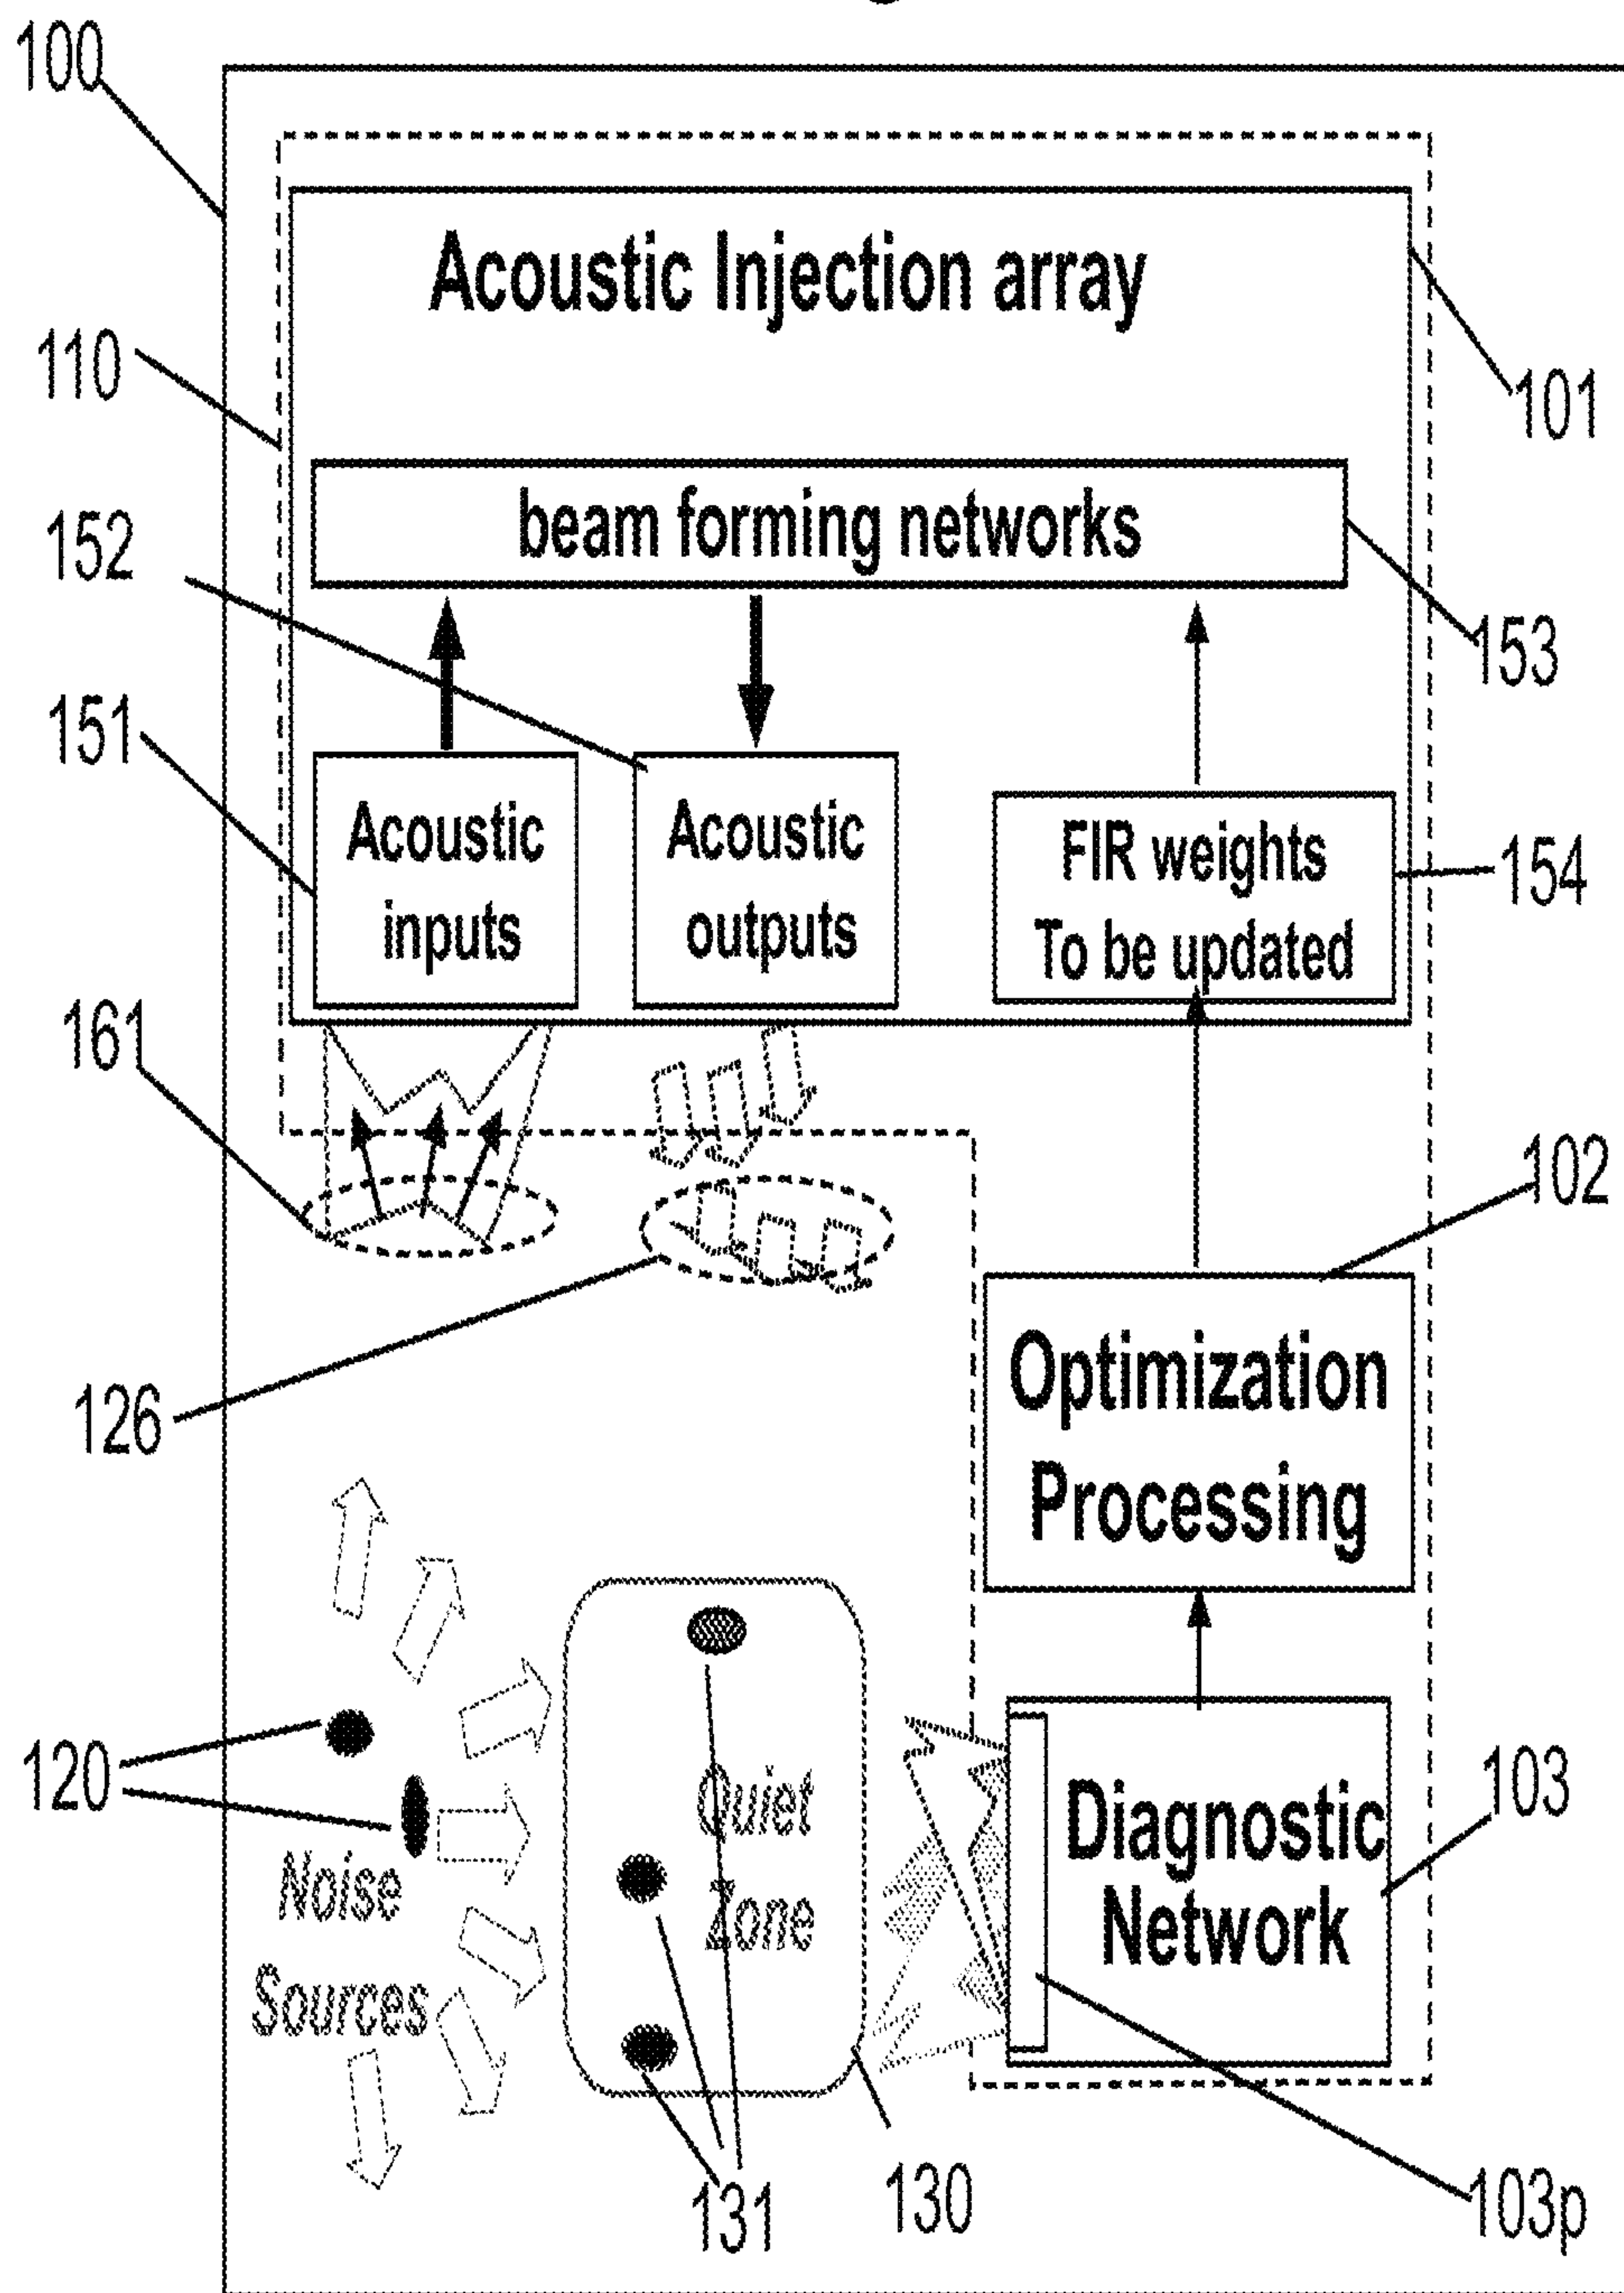 100
Acoustic Injection array
110
101
beam forming networks
152
153
151
Acoustic
inputs
Acoustic
outputs
FIR weights
To be updated
154
161
102
126
Optimization
Processing
120
Noise
Sources
Quiet
Zone
Diagnostic
Network
103
131
130
103p